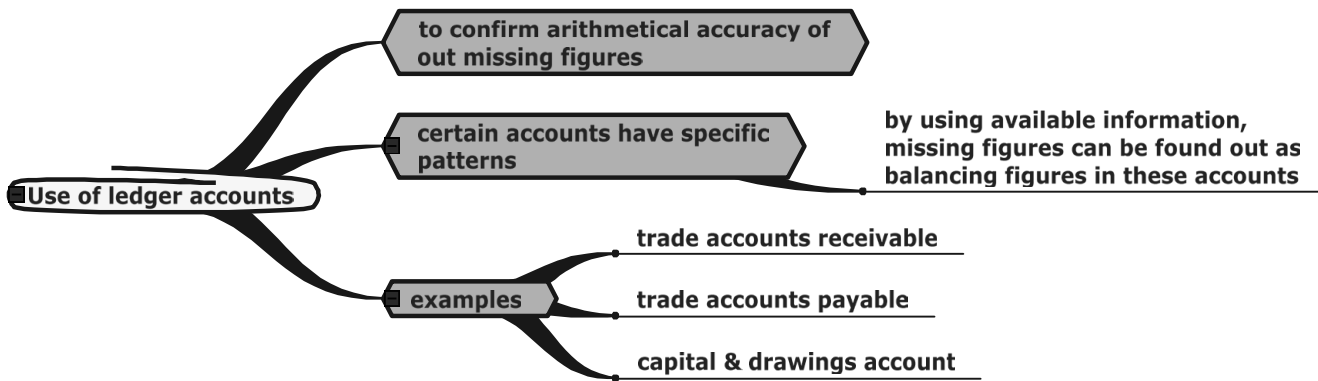 to confirm arithmetical accuracy of
out missing figures
certain accounts have specific
patterns
by using available information,
missing figures can be found out as
balancing figures in these accounts
Use of ledger accounts
trade accounts receivable
examples
trade accounts payable
capital & drawings account